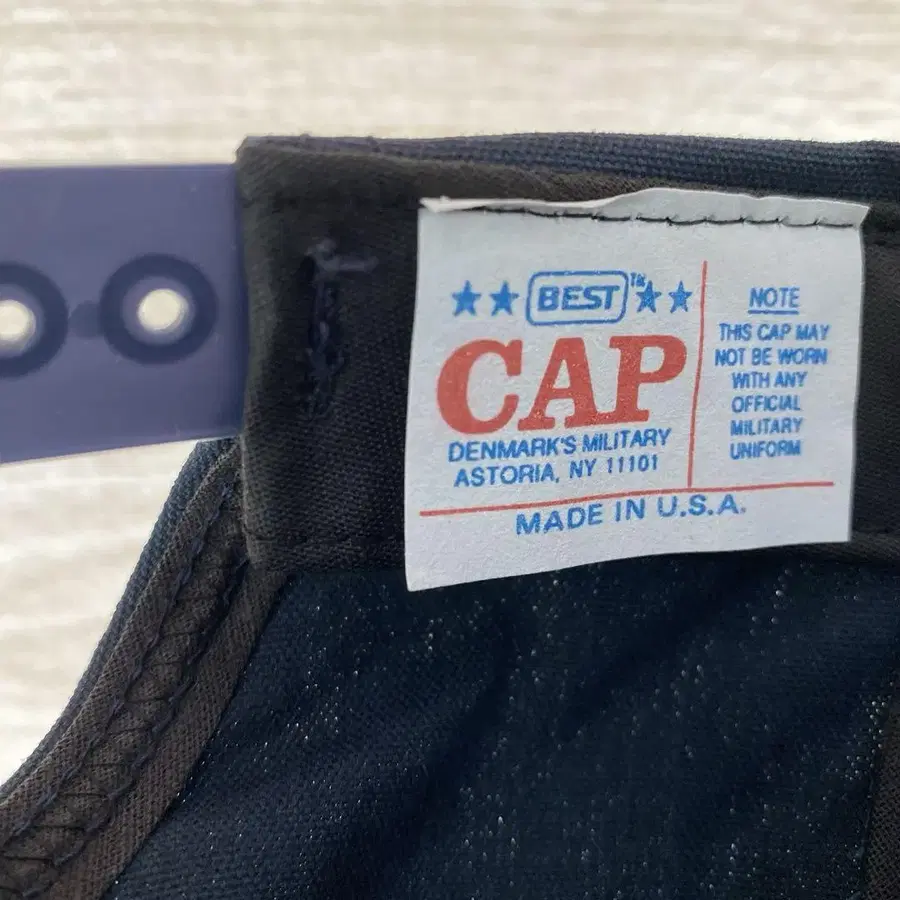 ★★ BEST™ ★★
CAP
DENMARK'S MILITARY
ASTORIA, NY 11101
NOTE
THIS CAP MAY
NOT BE WORN
WITH ANY
OFFICIAL
MILITARY
UNIFORM
MADE IN U.S.A.